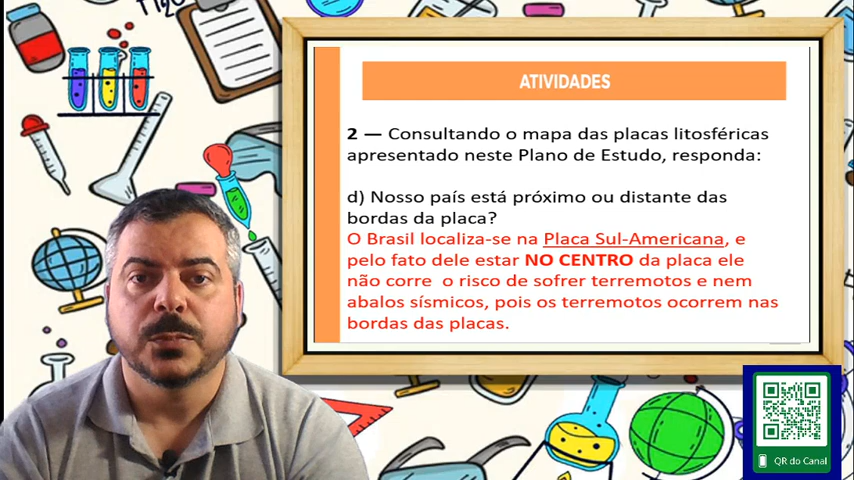 ATIVIDADES
2 — Consultando o mapa das placas litosféricas
apresentado neste Plano de Estudo, responda:
d) Nosso país está próximo ou distante das
bordas da placa?
O Brasil localiza-se na Placa Sul-Americana, e
pelo fato dele estar NO CENTRO da placa ele
não corre o risco de sofrer terremotos e nem
abalos sísmicos, pois os terremotos ocorrem nas
bordas das placas.
QR do Canal